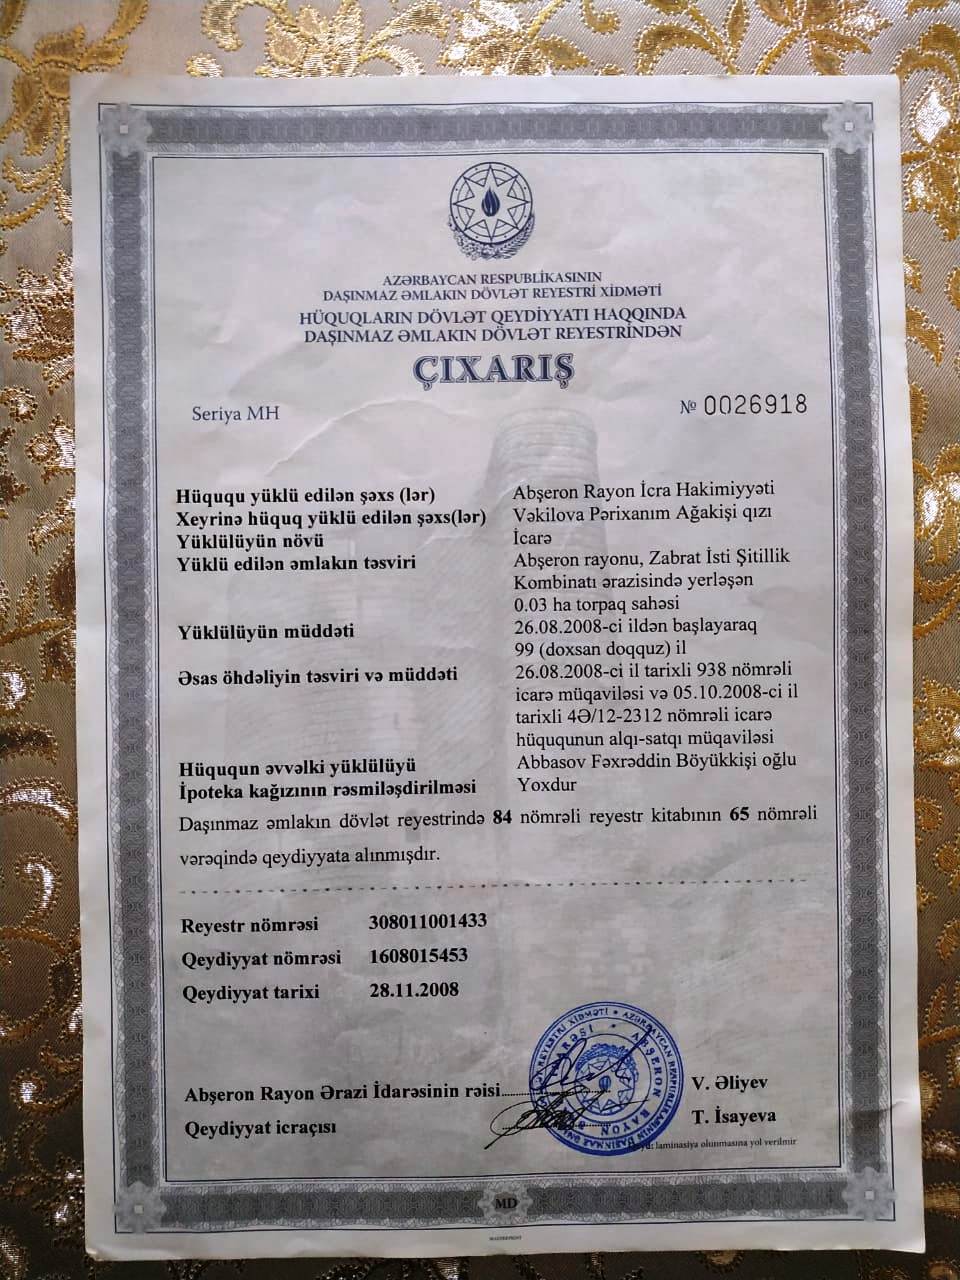 AZƏRBAYCAN RESPUBLİKASININ
DAŞINMAZ ƏMLAKIN DÖVLƏT REYESTRİ XİDMƏTİ
HÜQUQLARIN DÖVLƏT QEYDİYYATI HAQQINDA
DAŞINMAZ ƏMLAKIN DÖVLƏT REYESTRİNDƏN
ÇIXARIŞ
Seriya MH № 0026918
Hüququ yüklü edilən şəxs (lər) Abşeron Rayon İcra Hakimiyyəti
Xeyrinə hüquq yüklü edilən şəxs(lər) Vəkilova Pərixanım Ağakişi qızı
Yüklülüyün növü İcarə
Yüklü edilən əmlakın təsviri Abşeron rayonu, Zabrat İsti Şitillik
Kombinatı ərazisində yerləşən
0.03 ha torpaq sahəsi
Yüklülüyün müddəti 26.08.2008-ci ildən başlayaraq
99 (doxsan doqquz) il
Əsas öhdəliyin təsviri və müddəti 26.08.2008-ci il tarixli 938 nömrəli
icarə müqaviləsi və 05.10.2008-ci il
tarixli 4Ə/12-2312 nömrəli icarə
hüququnun alqı-satqı müqaviləsi
Hüququn əvvəlki yüklülüyü Abbasov Fəxrəddin Böyükkişi oğlu
İpoteka kağızının rəsmiləşdirilməsi Yoxdur
Daşınmaz əmlakın dövlət reyestrində 84 nömrəli reyestr kitabının 65 nömrəli
vərəqində qeydiyyata alınmışdır.
Reyestr nömrəsi 308011001433
Qeydiyyat nömrəsi 1608015453
Qeydiyyat tarixi 28.11.2008
Abşeron Rayon Ərazi İdarəsinin rəisi V. Əliyev
Qeydiyyat icraçısı T. İsayeva
laminasiya olunmasına yol verilmir
MD